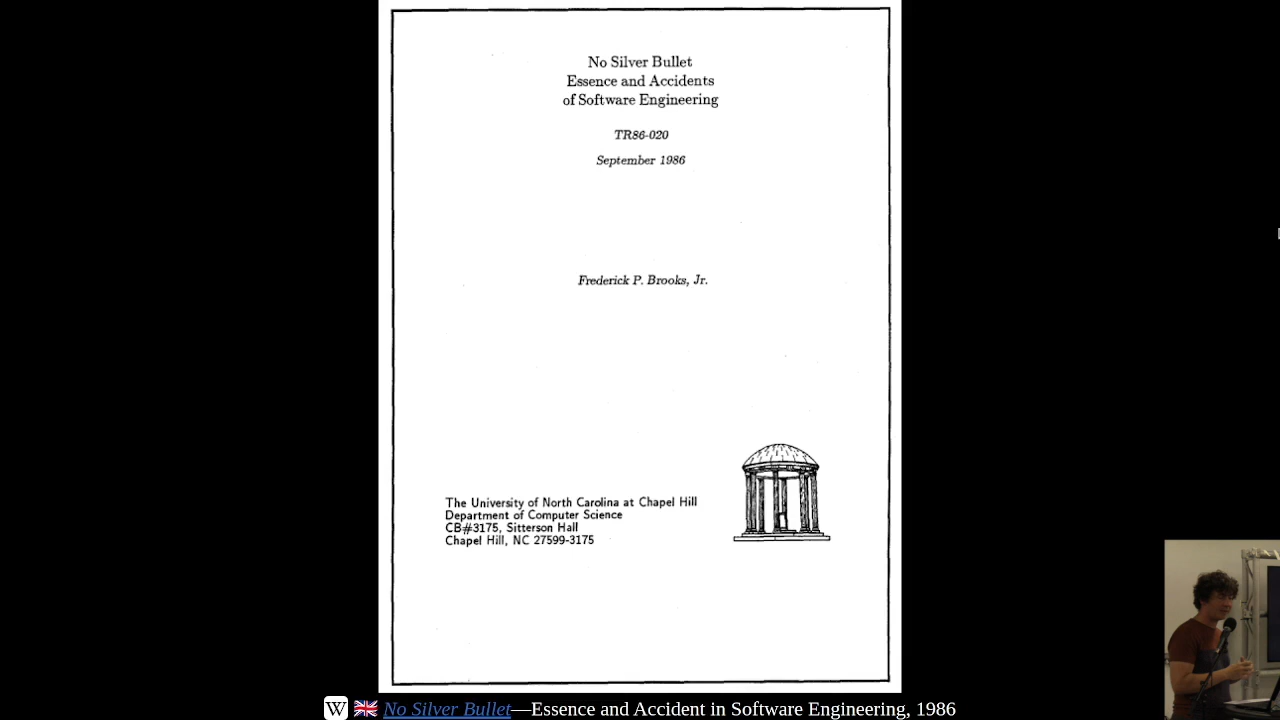 No Silver Bullet
Essence and Accidents
of Software Engineering
TR86-020
September 1986
Frederick P. Brooks, Jr.
The University of North Carolina at Chapel Hill
Department of Computer Science
CB#3175, Sitterson Hall
Chapel Hill, NC 27599-3175
W 🇬🇧 No Silver Bullet—Essence and Accident in Software Engineering, 1986